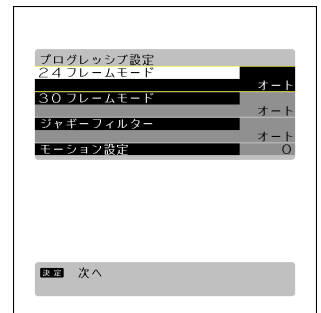 プログレッシブ設定
24フレームモード
オート
30フレームモード
オート
ジャギーフィルター
オート
モーション設定 0
決定 次へ